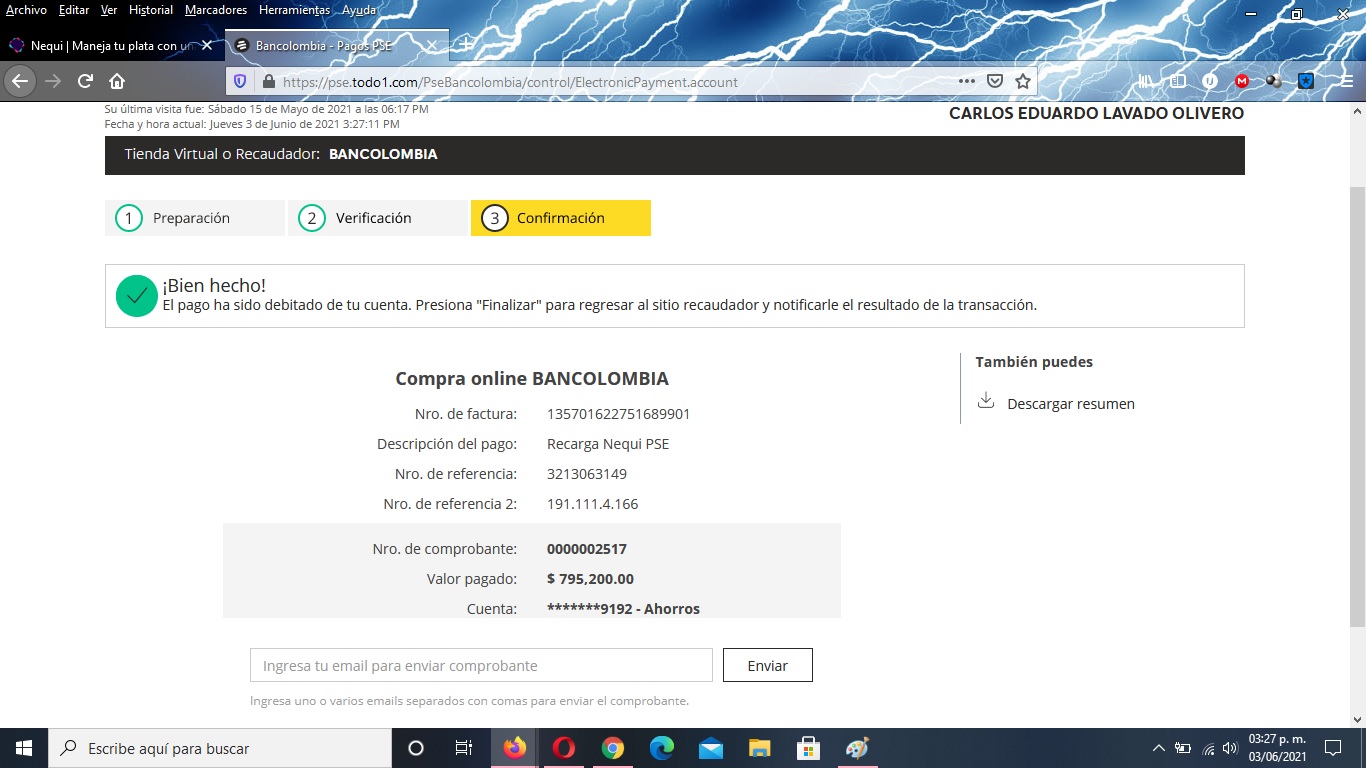 Archivo Editar Ver Historial Marcadores Herramientas Ayuda
Nequi | Maneja tu plata con un
Bancolombia - Pagos PSE
https://pse.todo1.com/PseBancolombia/control/ElectronicPayment.account
Su última visita fue: Sábado 15 de Mayo de 2021 a las 06:17 PM
Fecha y hora actual: Jueves 3 de Junio de 2021 3:27:11 PM
CARLOS EDUARDO LAVADO OLIVERO
Tienda Virtual o Recaudador: BANCOLOMBIA
1 Preparación
2 Verificación
3 Confirmación
¡Bien hecho!
El pago ha sido debitado de tu cuenta. Presiona "Finalizar" para regresar al sitio recaudador y notificarle el resultado de la transacción.
Compra online BANCOLOMBIA
Nro. de factura: 135701622751689901
Descripción del pago: Recarga Nequi PSE
Nro. de referencia: 3213063149
Nro. de referencia 2: 191.111.4.166
Nro. de comprobante: 0000002517
Valor pagado: $ 795,200.00
Cuenta: *******9192 - Ahorros
También puedes
Descargar resumen
Ingresa tu email para enviar comprobante
Enviar
Ingresa uno o varios emails separados con comas para enviar el comprobante.
Escribe aquí para buscar
03:27 p. m.
03/06/2021